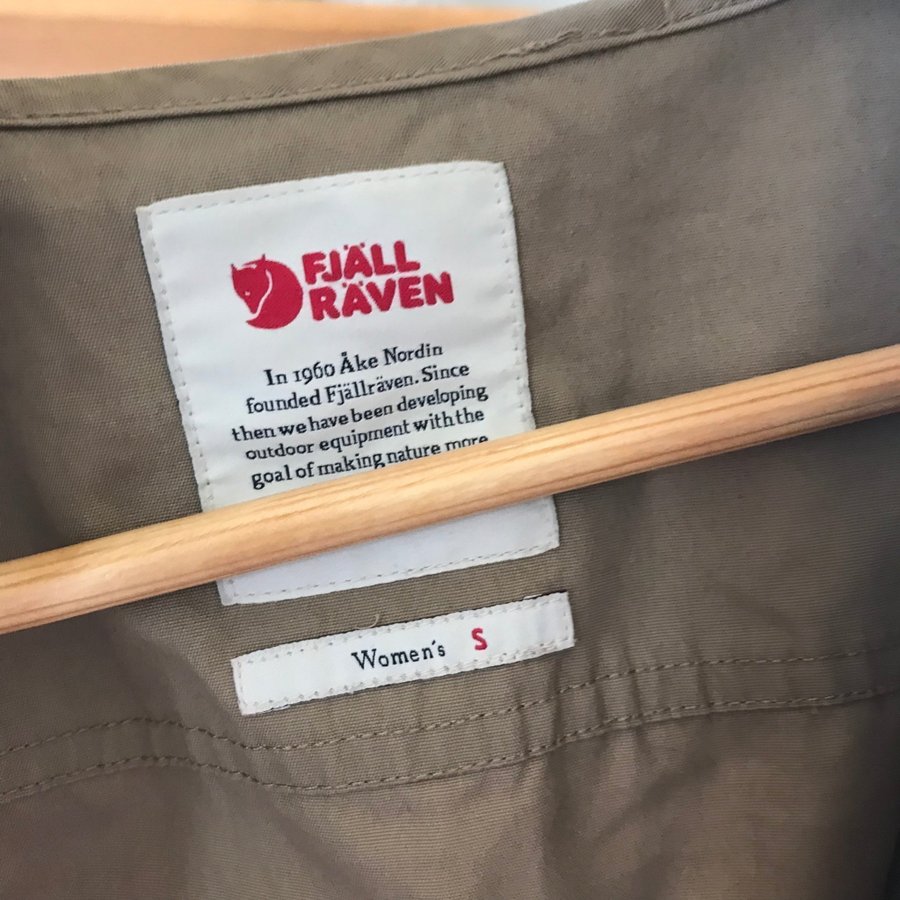 FJÄLL
RÄVEN
In 1960 Åke Nordin
founded Fjällräven. Since
then we have been developing
outdoor equipment with the
goal of making nature more
Women's S